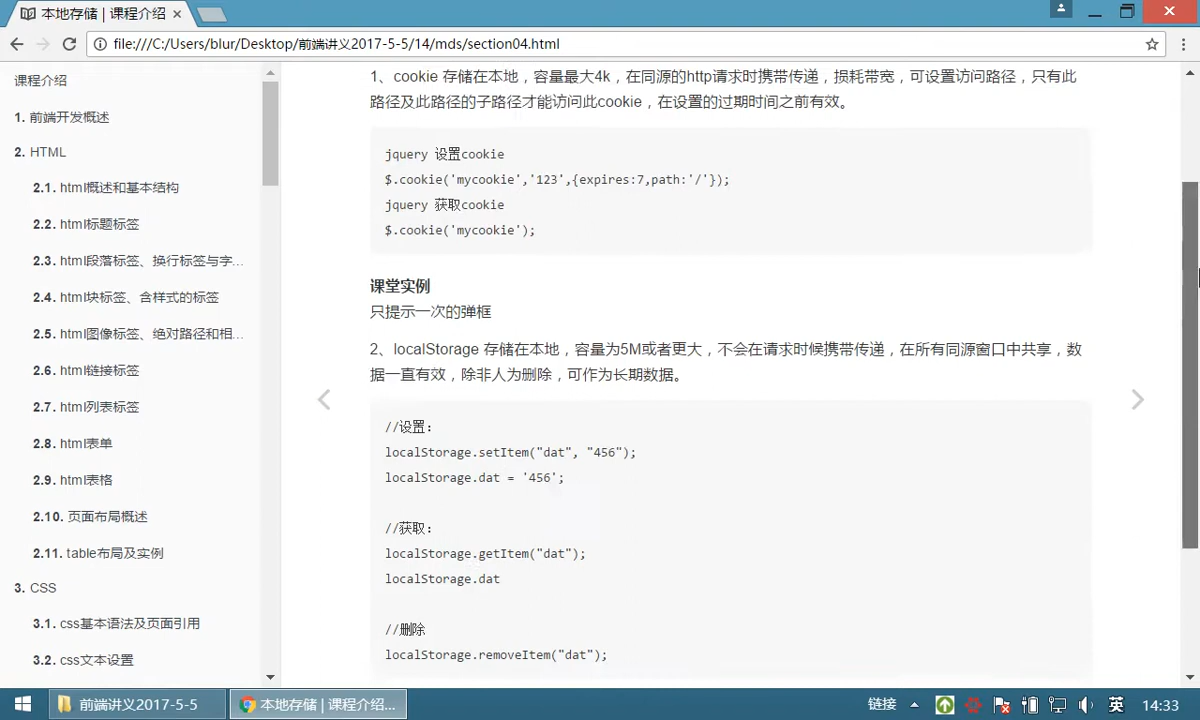 本地存储 | 课程介绍
file:///C:/Users/blur/Desktop/前端讲义2017-5-5/14/mds/section04.html
课程介绍
1. 前端开发概述
2. HTML
2.1. html概述和基本结构
2.2. html标题标签
2.3. html段落标签、换行标签与字...
2.4. html块标签、含样式的标签
2.5. html图像标签、绝对路径和相...
2.6. html链接标签
2.7. html列表标签
2.8. html表单
2.9. html表格
2.10. 页面布局概述
2.11. table布局及实例
3. CSS
3.1. css基本语法及页面引用
3.2. css文本设置
1、cookie 存储在本地，容量最大4k，在同源的http请求时携带传递，损耗带宽，可设置访问路径，只有此
路径及此路径的子路径才能访问此cookie，在设置的过期时间之前有效。
jquery 设置cookie
$.cookie('mycookie','123',{expires:7,path:'/'});
jquery 获取cookie
$.cookie('mycookie');
课堂实例
只提示一次的弹框
2、localStorage 存储在本地，容量为5M或者更大，不会在请求时候携带传递，在所有同源窗口中共享，数
据一直有效，除非人为删除，可作为长期数据。
//设置：
localStorage.setItem("dat", "456");
localStorage.dat = '456';
//获取：
localStorage.getItem("dat");
localStorage.dat
//删除
localStorage.removeItem("dat");
前端讲义2017-5-5
本地存储 | 课程介绍...
链接
英
14:33